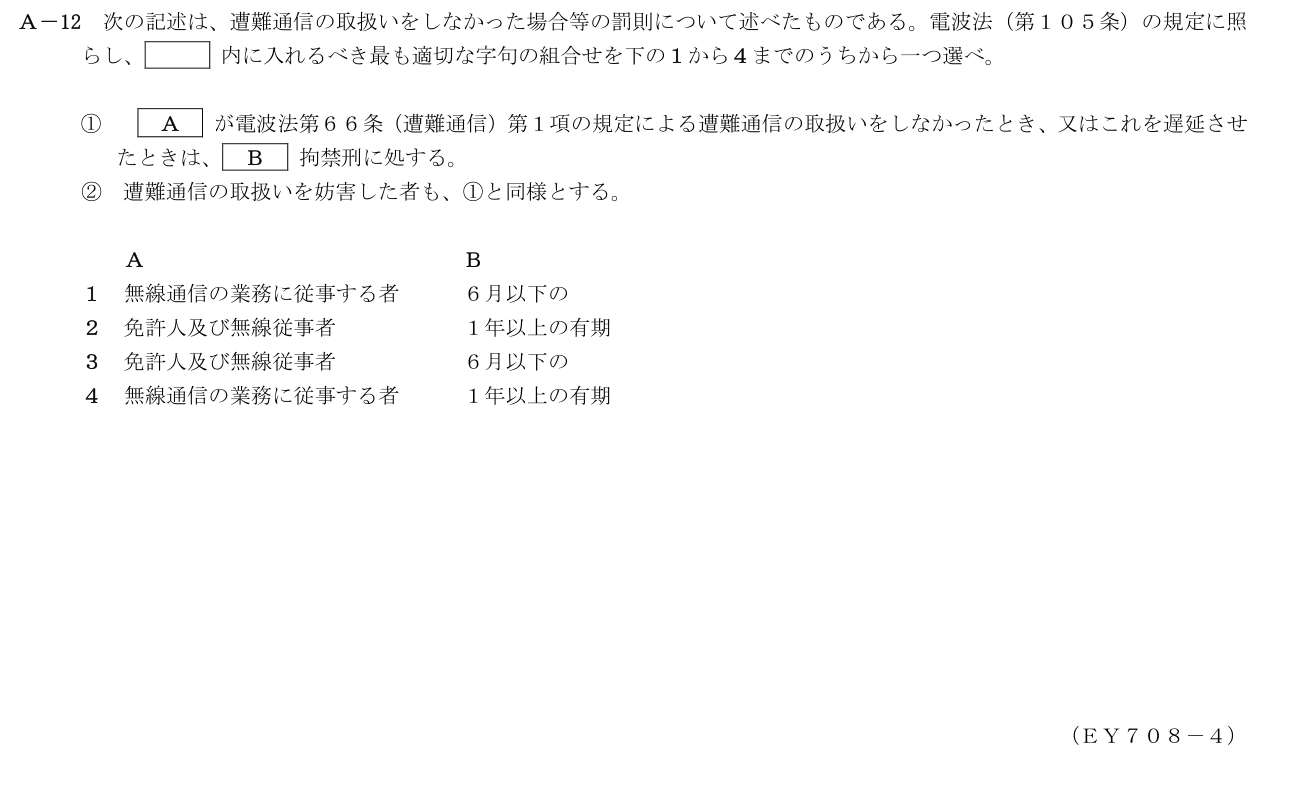 Ａ－12　次の記述は、遭難通信の取扱いをしなかった場合等の罰則について述べたものである。電波法（第１０５条）の規定に照
らし、　　　内に入れるべき最も適切な字句の組合せを下の１から４までのうちから一つ選べ。
①　Ａ　が電波法第６６条（遭難通信）第１項の規定による遭難通信の取扱いをしなかったとき、又はこれを遅延させ
たときは、　Ｂ　拘禁刑に処する。
②　遭難通信の取扱いを妨害した者も、①と同様とする。
Ａ　Ｂ
１　無線通信の業務に従事する者　６月以下の
２　免許人及び無線従事者　１年以上の有期
３　免許人及び無線従事者　６月以下の
４　無線通信の業務に従事する者　１年以上の有期
（ＥＹ７０８－４）